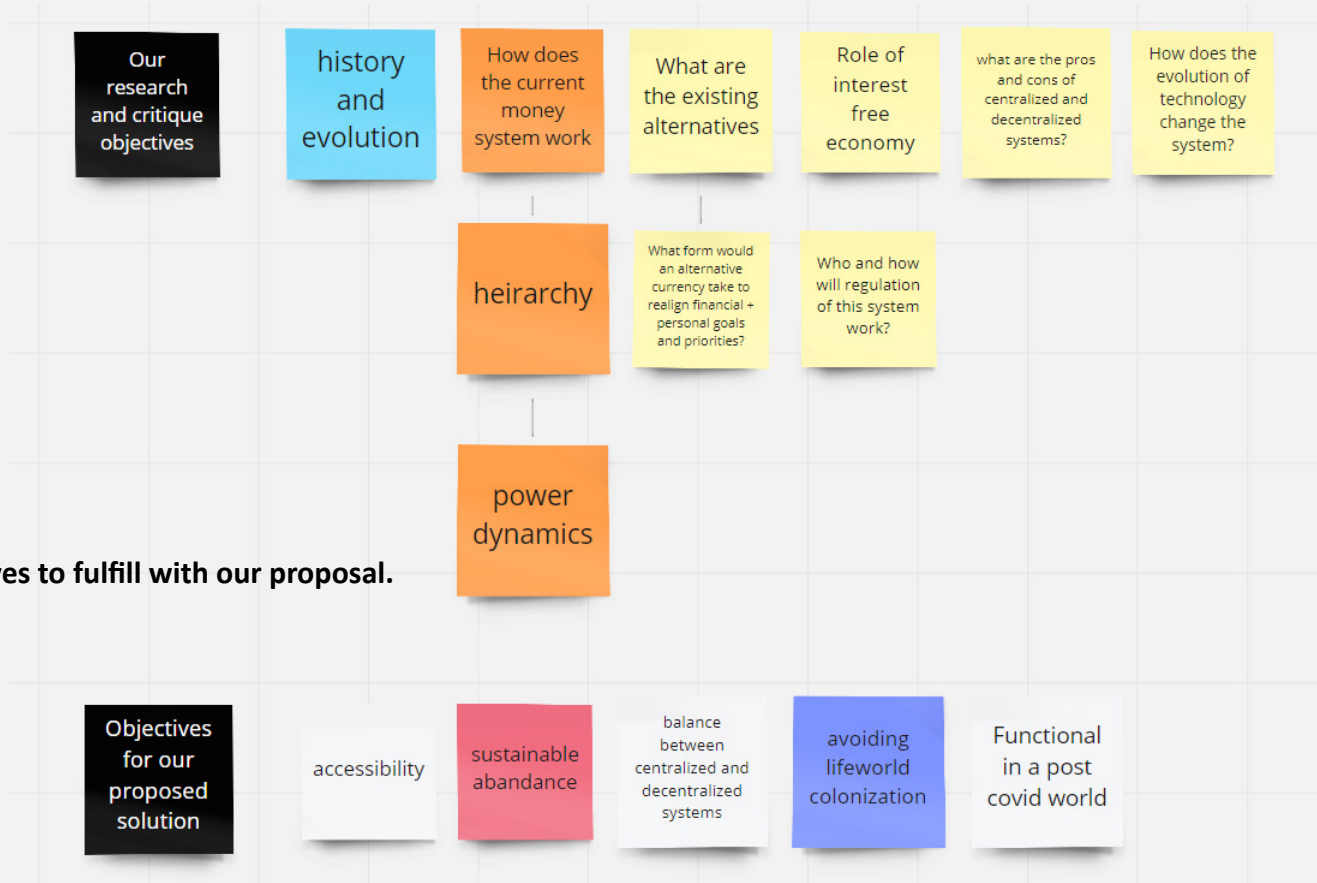 Our
research
and critique
objectives
history
and
evolution
How does
the current
money
system work
What are
the existing
alternatives
Role of
interest
free
economy
what are the pros
and cons of
centralized and
decentralized
systems?
How does the
evolution of
technology
change the
system?
heirarchy
What form would
an alternative
currency take to
realign financial +
personal goals
and priorities?
Who and how
will regulation
of this system
work?
power
dynamics
es to fulfill with our proposal.
Objectives
for our
proposed
solution
accessibility
sustainable
abandance
balance
between
centralized and
decentralized
systems
avoiding
lifeworld
colonization
Functional
in a post
covid world